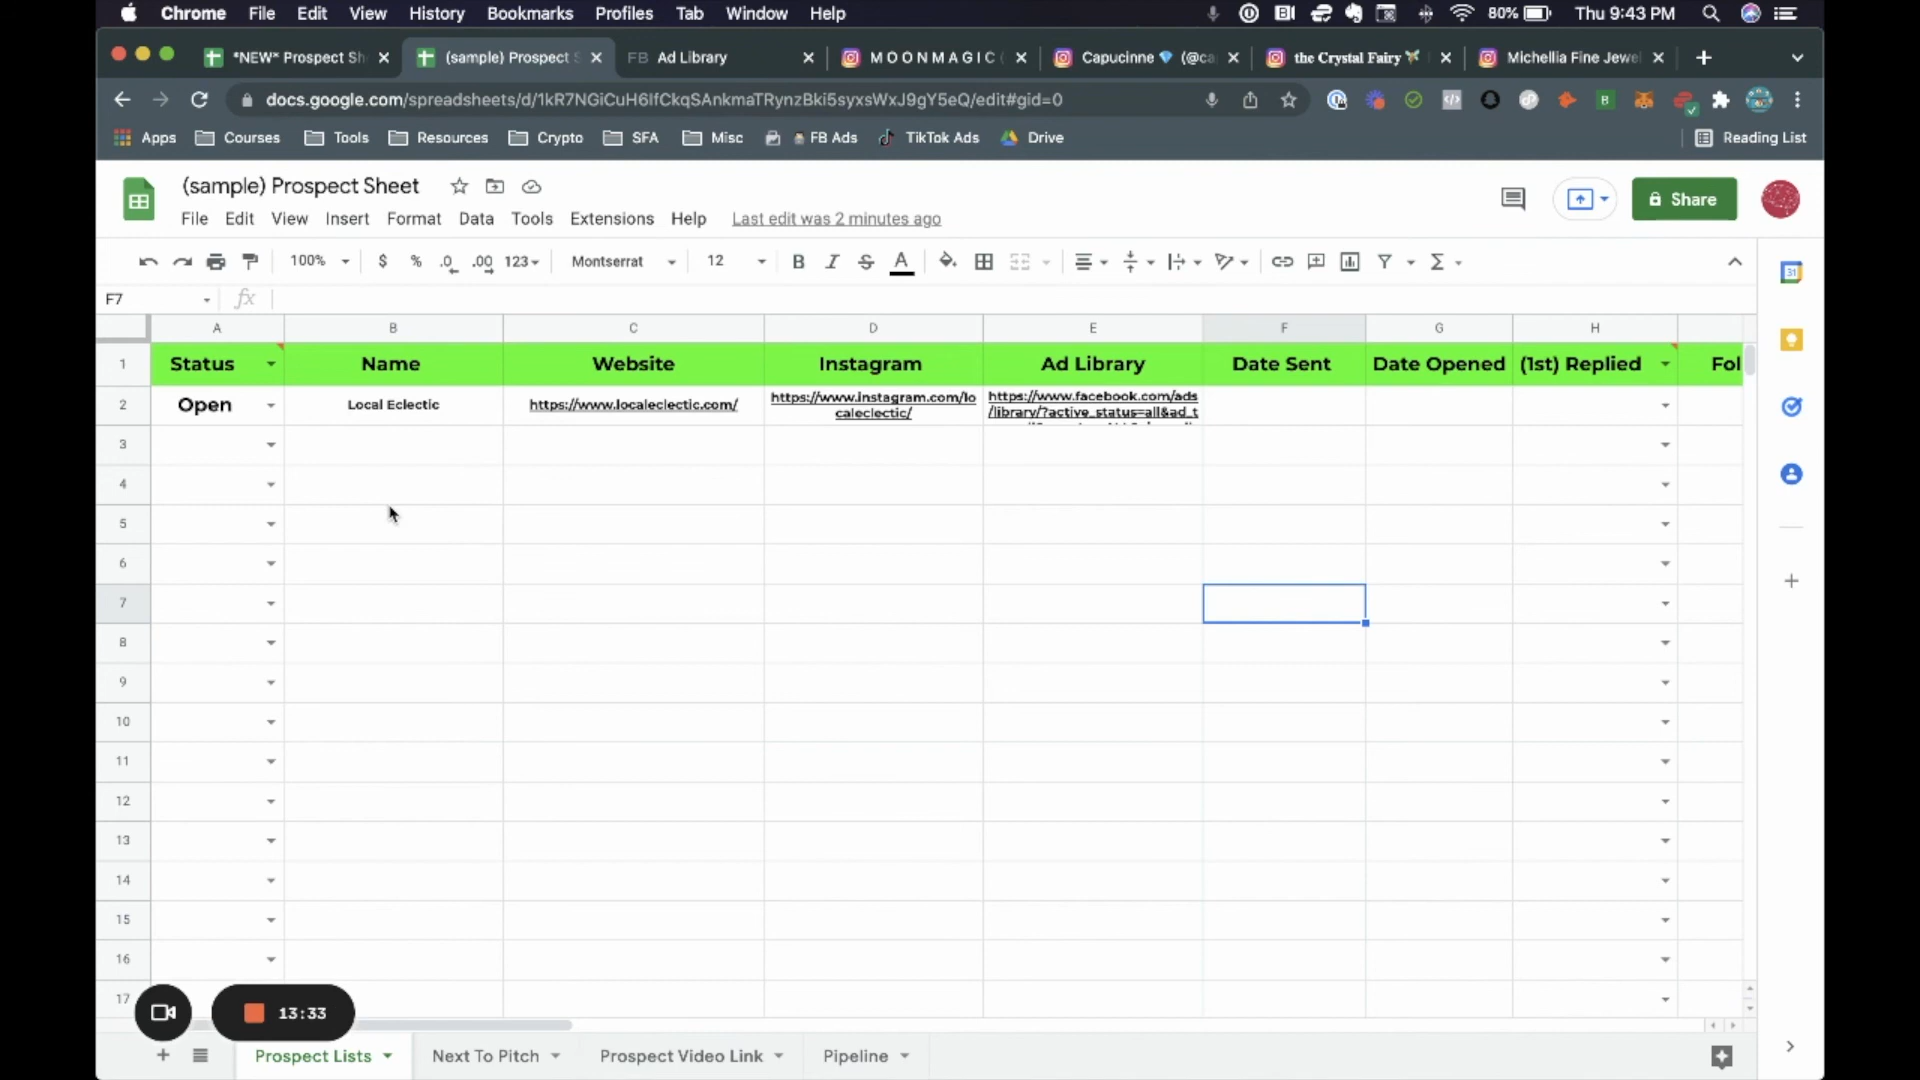 Chrome File Edit View History Bookmarks Profiles Tab Window Help 80% Thu 9:43 PM
*NEW* Prospect Sh (sample) Prospect S FB Ad Library M O O N M A G I C ( Capucinne 💎 (@ca the Crystal Fairy Michellia Fine Jewel
docs.google.com/spreadsheets/d/1kR7NGiCuH6IfCkqSAnkmaTRynzBki5syxsWxJ9gY5eQ/edit#gid=0
Apps Courses Tools Resources Crypto SFA Misc FB Ads TikTok Ads Drive Reading List
(sample) Prospect Sheet
File Edit View Insert Format Data Tools Extensions Help Last edit was 2 minutes ago
Share
100% $ % .0 .00 123 Montserrat 12 B I S A Σ
F7 fx
A B C D E F G H
1 Status Name Website Instagram Ad Library Date Sent Date Opened (1st) Replied Fol
2 Open Local Eclectic https://www.localeclectic.com/ https://www.instagram.com/lo
caleclectic/ https://www.facebook.com/ads
/library/?active_status=all&ad_t
3
4
5
6
7
8
9
10
11
12
13
14
15
16
17
13:33
Prospect Lists Next To Pitch Prospect Video Link Pipeline